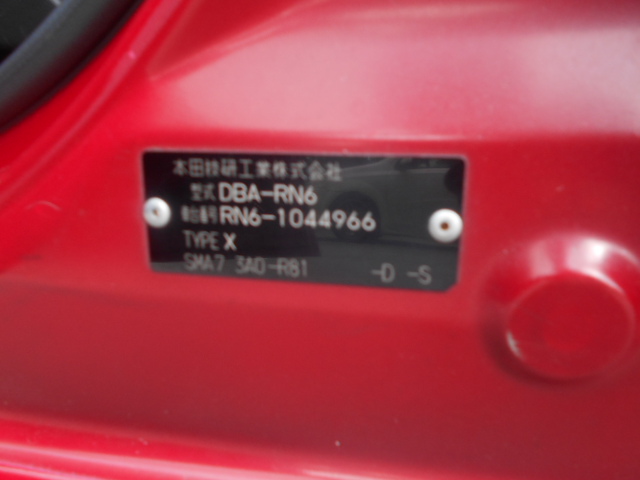 本田技研工業株式会社
型式 DBA-RN6
車台番号 RN6-1044966
TYPE X
SMA7 3A0-R81 -D -S